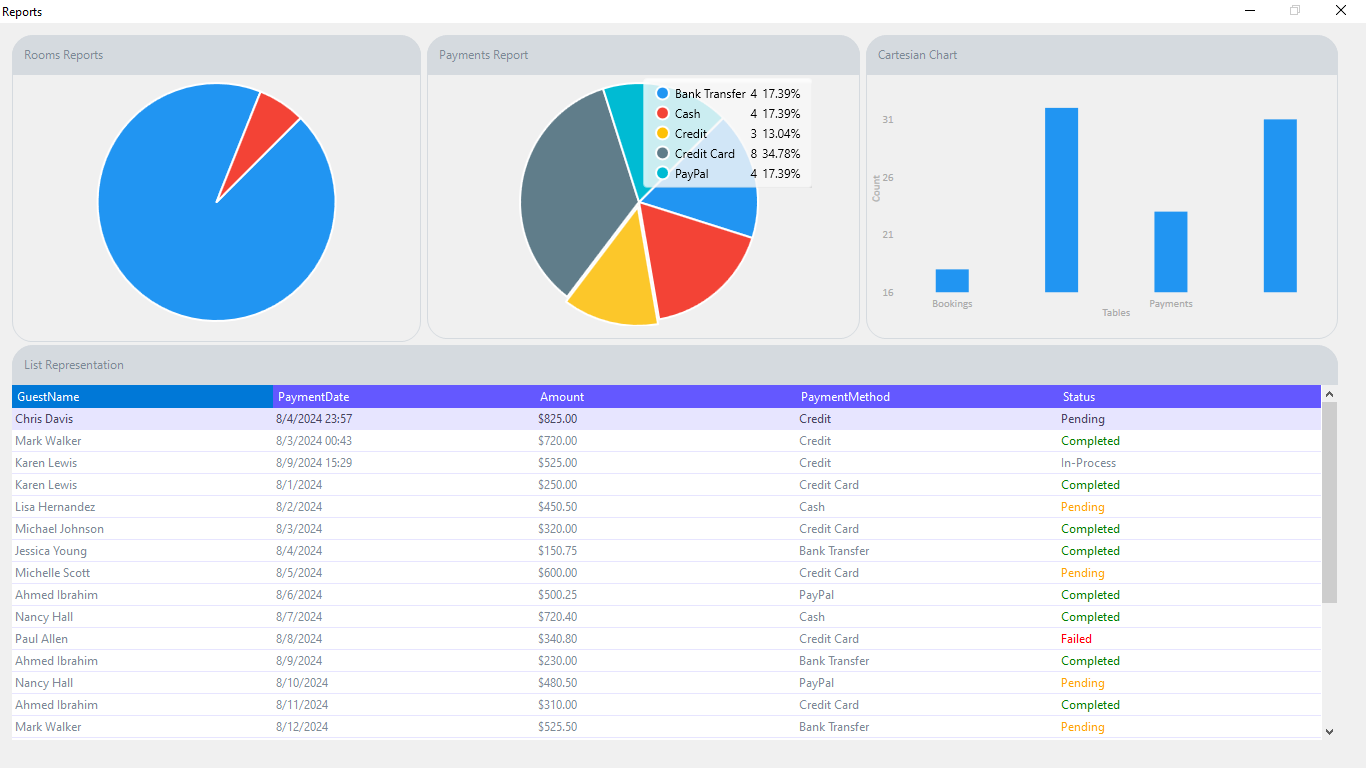 Reports
Rooms Reports
Payments Report
Bank Transfer 4 17.39%
Cash 4 17.39%
Credit 3 13.04%
Credit Card 8 34.78%
PayPal 4 17.39%
Cartesian Chart
31
26
21
16
Count
Bookings Payments
Tables
List Representation
GuestName PaymentDate Amount PaymentMethod Status
Chris Davis 8/4/2024 23:57 $825.00 Credit Pending
Mark Walker 8/3/2024 00:43 $720.00 Credit Completed
Karen Lewis 8/9/2024 15:29 $525.00 Credit In-Process
Karen Lewis 8/1/2024 $250.00 Credit Card Completed
Lisa Hernandez 8/2/2024 $450.50 Cash Pending
Michael Johnson 8/3/2024 $320.00 Credit Card Completed
Jessica Young 8/4/2024 $150.75 Bank Transfer Completed
Michelle Scott 8/5/2024 $600.00 Credit Card Pending
Ahmed Ibrahim 8/6/2024 $500.25 PayPal Completed
Nancy Hall 8/7/2024 $720.40 Cash Completed
Paul Allen 8/8/2024 $340.80 Credit Card Failed
Ahmed Ibrahim 8/9/2024 $230.00 Bank Transfer Completed
Nancy Hall 8/10/2024 $480.50 PayPal Pending
Ahmed Ibrahim 8/11/2024 $310.00 Credit Card Completed
Mark Walker 8/12/2024 $525.50 Bank Transfer Pending